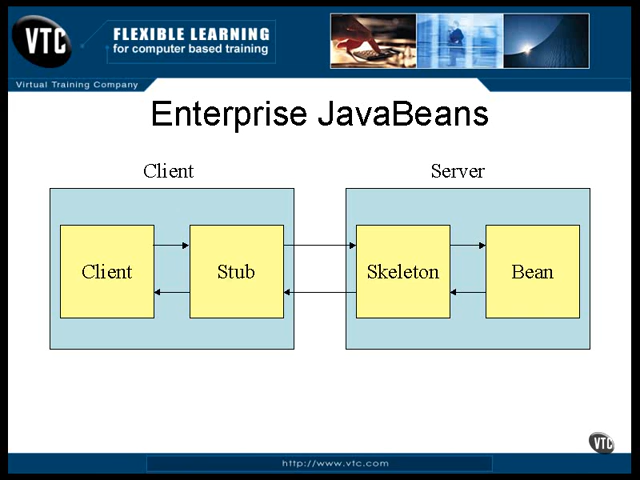 VTC
FLEXIBLE LEARNING
for computer based training
Virtual Training Company
Enterprise JavaBeans
Client
Server
Client
Stub
Skeleton
Bean
VTC
http://www.vtc.com